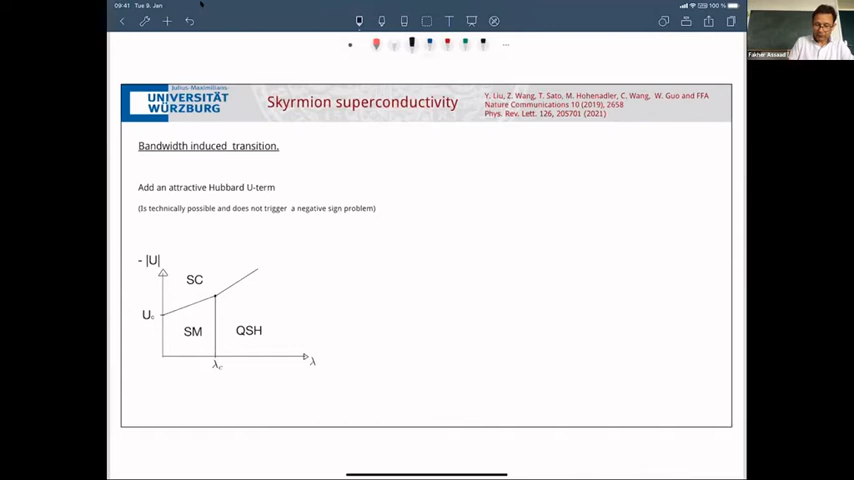 09:41 Tue 9. Jan
100 %
Julius-Maximilians-
UNIVERSITÄT
WÜRZBURG
Skyrmion superconductivity
Y. Liu, Z. Wang, T. Sato, M. Hohenadler, C. Wang, W. Guo and FFA
Nature Communications 10 (2019), 2658
Phys. Rev. Lett. 126, 205701 (2021)
Fakher Assaad
Bandwidth induced transition.
Add an attractive Hubbard U-term
(Is technically possible and does not trigger a negative sign problem)
- |U|
SC
Uc
SM
QSH
λc
λ